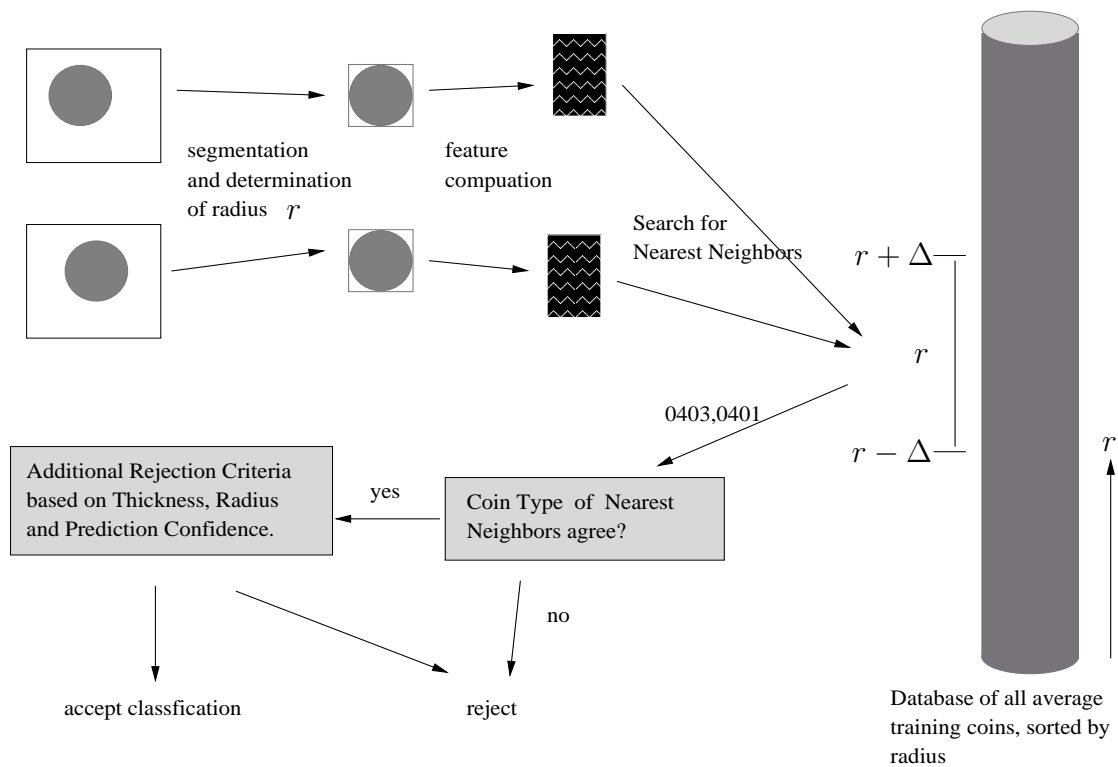 segmentation
and determination
of radius r
feature
compuation
Search for
Nearest Neighbors
r + Δ
r
r − Δ
r
0403,0401
Additional Rejection Criteria
based on Thickness, Radius
and Prediction Confidence.
yes
Coin Type of Nearest
Neighbors agree?
no
accept classfication
reject
Database of all average
training coins, sorted by
radius